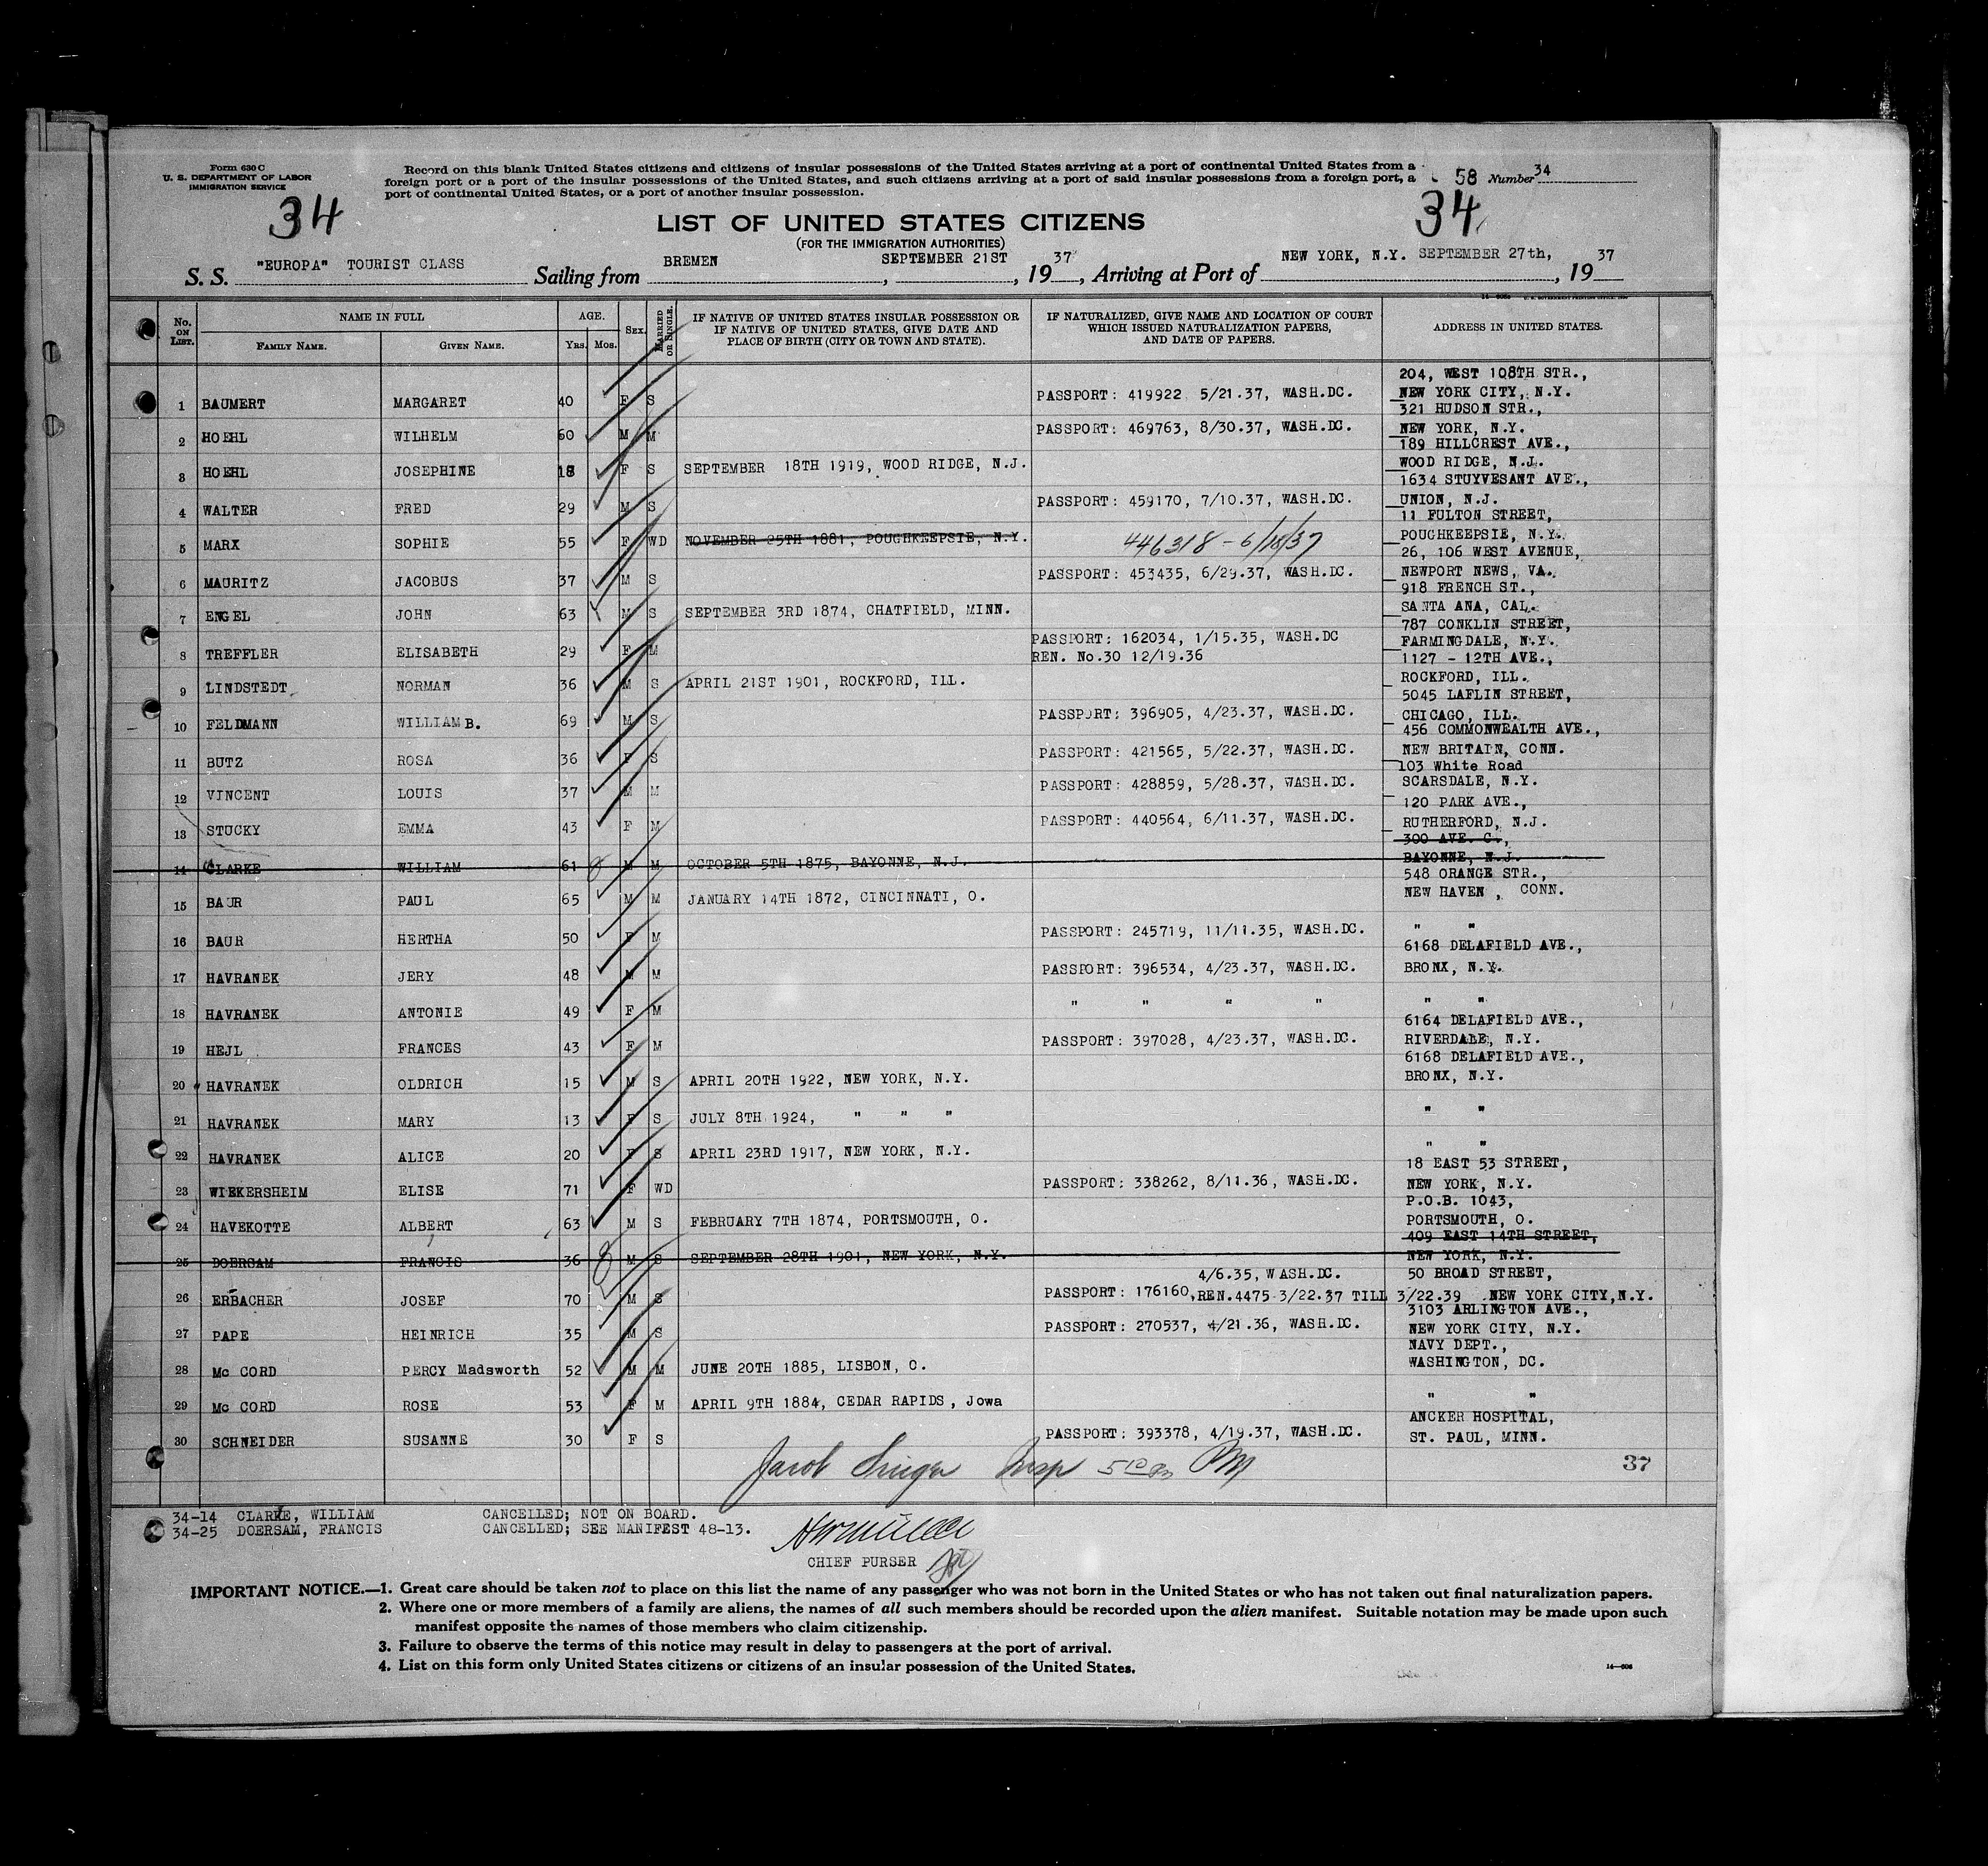 Form 630 C
U. S. DEPARTMENT OF LABOR
IMMIGRATION SERVICE
Record on this blank United States citizens and citizens of insular possessions of the United States arriving at a port of continental United States from a
foreign port or a port of the insular possessions of the United States, and such citizens arriving at a port of said insular possessions from a foreign port, a
port of continental United States, or a port of another insular possession.
58 Number 34
34
34
LIST OF UNITED STATES CITIZENS
(FOR THE IMMIGRATION AUTHORITIES)
S. S. "EUROPA" TOURIST CLASS Sailing from BREMEN, SEPTEMBER 21ST, 1937, Arriving at Port of NEW YORK, N.Y. SEPTEMBER 27th, 1937
No. ON LIST. NAME IN FULL AGE. SEX. MARRIED OR SINGLE. IF NATIVE OF UNITED STATES INSULAR POSSESSION OR IF NATIVE OF UNITED STATES, GIVE DATE AND PLACE OF BIRTH (CITY OR TOWN AND STATE). IF NATURALIZED, GIVE NAME AND LOCATION OF COURT WHICH ISSUED NATURALIZATION PAPERS, AND DATE OF PAPERS. ADDRESS IN UNITED STATES.
FAMILY NAME. GIVEN NAME. YRS. MOS.
204, WEST 108TH STR.,
1 BAUMERT MARGARET 40 F S PASSPORT: 419922 5/21.37, WASH.DC. NEW YORK CITY, N.Y.
321 HUDSON STR.,
2 HOEHL WILHELM 60 M M PASSPORT: 469763, 8/30.37, WASH.DC. NEW YORK, N.Y.
189 HILLCREST AVE.,
3 HOEHL JOSEPHINE 18 F S SEPTEMBER 18TH 1919, WOOD RIDGE, N.J. WOOD RIDGE, N.J.
1634 STUYVESANT AVE.,
4 WALTER FRED 29 M S PASSPORT: 459170, 7/10.37, WASH.DC. UNION, N.J.
11 FULTON STREET,
5 MARX SOPHIE 55 F WD NOVEMBER 25TH 1881, POUGHKEEPSIE, N.Y. 446318 - 6/18/37 POUCHKEEPSIE, N.Y.
26, 106 WEST AVENUE,
6 MAURITZ JACOBUS 37 M S PASSPORT: 453435, 6/29.37, WASH.DC. NEWPORT NEWS, VA.
918 FRENCH ST.,
7 ENGEL JOHN 63 M S SEPTEMBER 3RD 1874, CHATFIELD, MINN. SANTA ANA, CAL.
787 CONKLIN STREET,
8 TREFFLER ELISABETH 29 F M PASSPORT: 162034, 1/15.35, WASH.DC FARMINGDALE, N.Y.
REN. No.30 12/19.36 1127 - 12TH AVE.,
9 LINDSTEDT NORMAN 36 M S APRIL 21ST 1901, ROCKFORD, ILL. ROCKFORD, ILL.
5045 LAFLIN STREET,
10 FELDMANN WILLIAM B. 69 M S PASSPORT: 396905, 4/23.37, WASH.DC. CHICAGO, ILL.
456 COMMONWEALTH AVE.,
11 BUTZ ROSA 36 F S PASSPORT: 421565, 5/22.37, WASH.DC. NEW BRITAIN, CONN.
103 White Road
12 VINCENT LOUIS 37 M M PASSPORT: 428859, 5/28.37, WASH.DC. SCARSDALE, N.Y.
120 PARK AVE.,
13 STUCKY EMMA 43 F M PASSPORT: 440564, 6/11.37, WASH.DC. RUTHERFORD, N.J.
300 AVE. C.,
14 CLARKE WILLIAM 61 M M OCTOBER 5TH 1875, BAYONNE, N.J. BAYONNE, N.J.
548 ORANGE STR.,
15 BAUR PAUL 65 M M JANUARY 14TH 1872, CINCINNATI, O. NEW HAVEN , CONN.
16 BAUR HERTHA 50 F M PASSPORT: 245719, 11/11.35, WASH.DC. " "
6168 DELAFIELD AVE.,
17 HAVRANEK JERY 48 M M PASSPORT: 396534, 4/23.37, WASH.DC. BRONX, N.Y.
18 HAVRANEK ANTONIE 49 F M " " " " " "
6164 DELAFIELD AVE.,
19 HEJL FRANCES 43 F M PASSPORT: 397028, 4/23.37, WASH.DC. RIVERDALE, N.Y.
6168 DELAFIELD AVE.,
20 HAVRANEK OLDRICH 15 M S APRIL 20TH 1922, NEW YORK, N.Y. BRONX, N.Y.
21 HAVRANEK MARY 13 F S JULY 8TH 1924, " " " " "
22 HAVRANEK ALICE 20 F S APRIL 23RD 1917, NEW YORK, N.Y. " "
18 EAST 53 STREET,
23 WIEKERSHEIM ELISE 71 F WD PASSPORT: 338262, 8/11.36, WASH.DC. NEW YORK, N.Y.
P.O.B. 1043,
24 HAVEKOTTE ALBERT 63 M S FEBRUARY 7TH 1874, PORTSMOUTH, O. PORTSMOUTH, O.
409 EAST 14TH STREET,
25 DOERSAM FRANCIS 36 M S SEPTEMBER 28TH 1901, NEW YORK, N.Y. NEW YORK, N.Y.
4/6.35, WASH.DC. 50 BROAD STREET,
26 ERBACHER JOSEF 70 M S PASSPORT: 176160, REN.4475 3/22.37 TILL 3/22.39 NEW YORK CITY,N.Y.
3103 ARLINGTON AVE.,
27 PAPE HEINRICH 35 M S PASSPORT: 270537, 4/21.36, WASH.DC. NEW YORK CITY, N.Y.
NAVY DEPT.,
28 Mc CORD PERCY Madsworth 52 M M JUNE 20TH 1885, LISBON, O. WASHINGTON, DC.
29 Mc CORD ROSE 53 F M APRIL 9TH 1884, CEDAR RAPIDS, Jowa " "
ANCKER HOSPITAL,
30 SCHNEIDER SUSANNE 30 F S PASSPORT: 393378, 4/19.37, WASH.DC. ST. PAUL, MINN.
Jacob Insp PM
37
34-14 CLARKE, WILLIAM CANCELLED; NOT ON BOARD.
34-25 DOERSAM, FRANCIS CANCELLED; SEE MANIFEST 48-13.
CHIEF PURSER
IMPORTANT NOTICE.—1. Great care should be taken not to place on this list the name of any passenger who was not born in the United States or who has not taken out final naturalization papers.
2. Where one or more members of a family are aliens, the names of all such members should be recorded upon the alien manifest. Suitable notation may be made upon such
manifest opposite the names of those members who claim citizenship.
3. Failure to observe the terms of this notice may result in delay to passengers at the port of arrival.
4. List on this form only United States citizens or citizens of an insular possession of the United States.